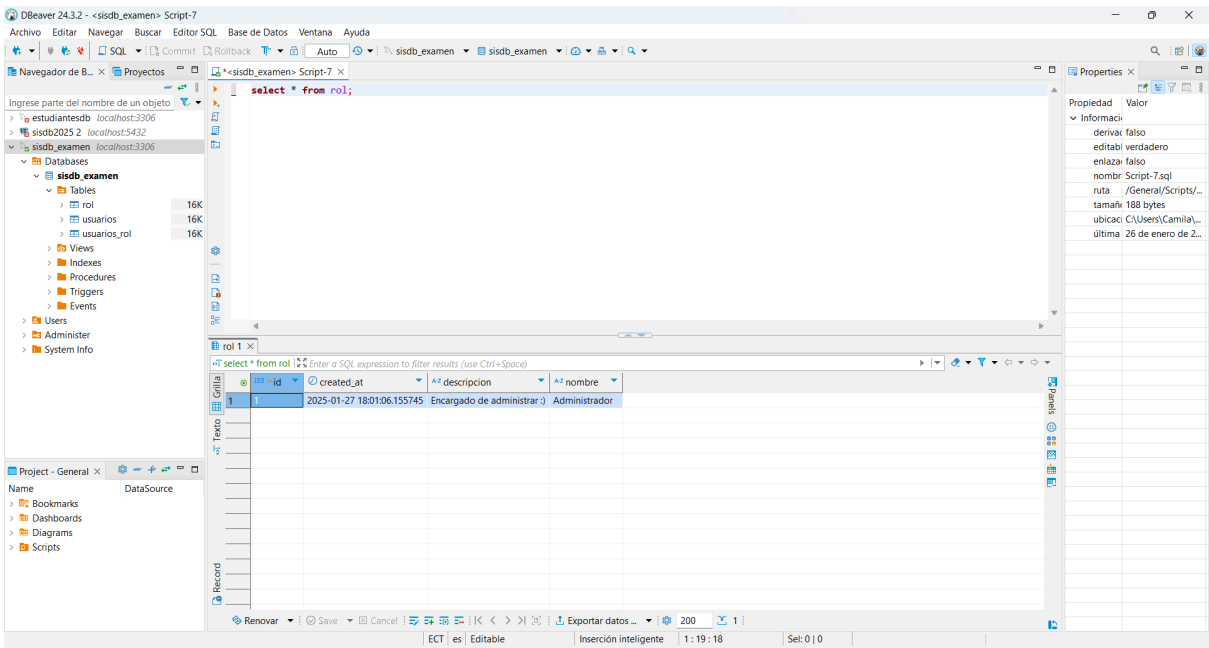 DBeaver 24.3.2 - <sisdb_examen> Script-7
Archivo Editar Navegar Buscar Editor SQL Base de Datos Ventana Ayuda
SQL Commit Rollback Auto sisdb_examen sisdb_examen
Navegador de B... Proyectos
Ingrese parte del nombre de un objeto
estudiantesdb localhost:3306
sisdb2025 2 localhost:5432
sisdb_examen localhost:3306
Databases
sisdb_examen
Tables
rol 16K
usuarios 16K
usuarios_rol 16K
Views
Indexes
Procedures
Triggers
Events
Users
Administer
System Info
Project - General
Name DataSource
Bookmarks
Dashboards
Diagrams
Scripts
*<sisdb_examen> Script-7
select * from rol;
rol 1
select * from rol Enter a SQL expression to filter results (use Ctrl+Space)
Grilla
Texto
Record
123 id created_at A-Z descripcion A-Z nombre
1 1 2025-01-27 18:01:06.155745 Encargado de administrar :) Administrador
Panels
Renovar Save Cancel Exportar datos ... 200 1
Properties
Propiedad Valor
Informaci
derivac falso
editabl verdadero
enlaza falso
nombr Script-7.sql
ruta /General/Scripts/...
tamañ 188 bytes
ubicaci C:\Users\Camila\...
última 26 de enero de 2...
ECT es Editable Inserción inteligente 1 : 19 : 18 Sel: 0 | 0